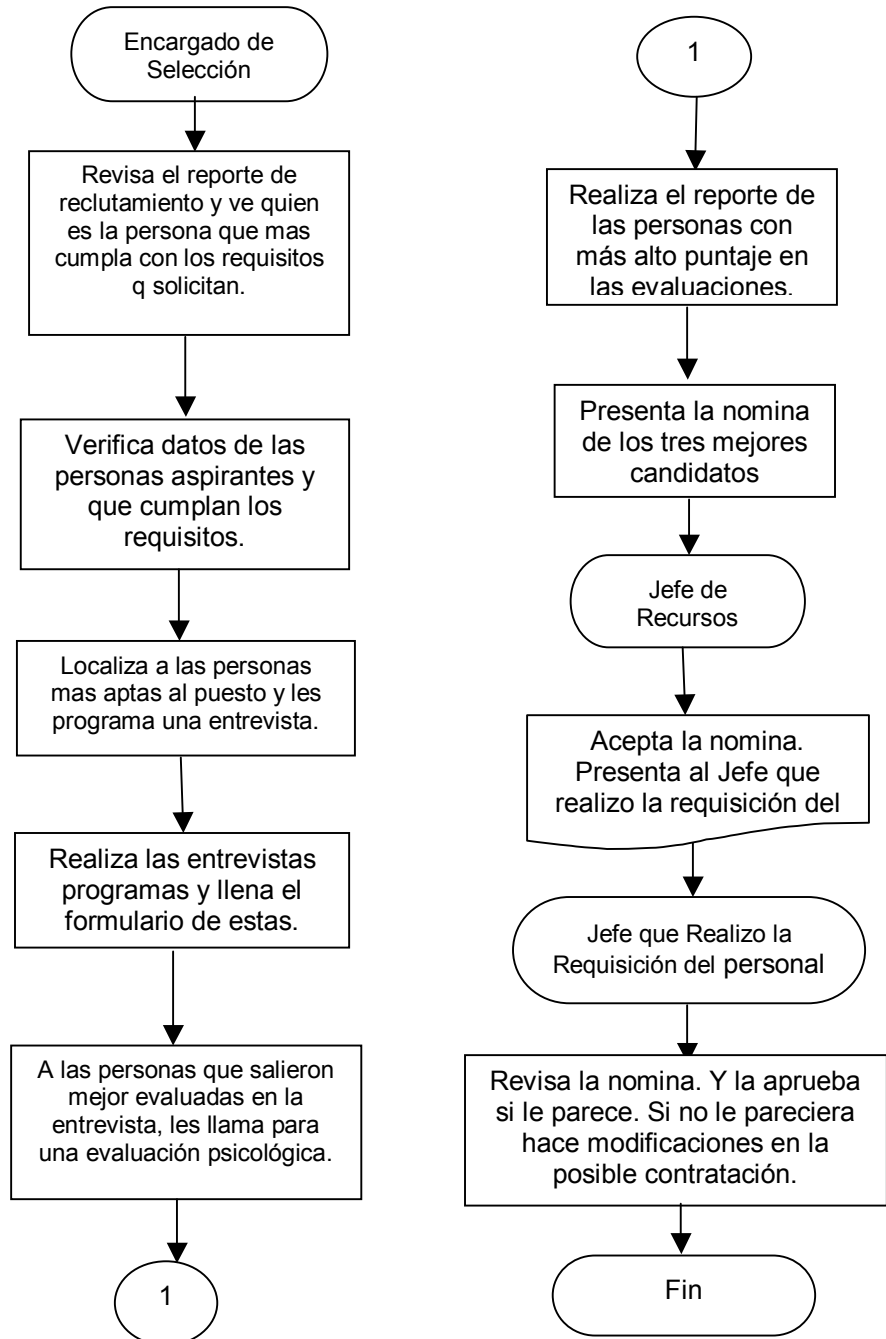 Encargado de
Selección
Revisa el reporte de
reclutamiento y ve quien
es la persona que mas
cumpla con los requisitos
q solicitan.
Verifica datos de las
personas aspirantes y
que cumplan los
requisitos.
Localiza a las personas
mas aptas al puesto y les
programa una entrevista.
Realiza las entrevistas
programas y llena el
formulario de estas.
A las personas que salieron
mejor evaluadas en la
entrevista, les llama para
una evaluación psicológica.
1
1
Realiza el reporte de
las personas con
más alto puntaje en
las evaluaciones.
Presenta la nomina
de los tres mejores
candidatos
Jefe de
Recursos
Acepta la nomina.
Presenta al Jefe que
realizo la requisición del
Jefe que Realizo la
Requisición del personal
Revisa la nomina. Y la aprueba
si le parece. Si no le pareciera
hace modificaciones en la
posible contratación.
Fin